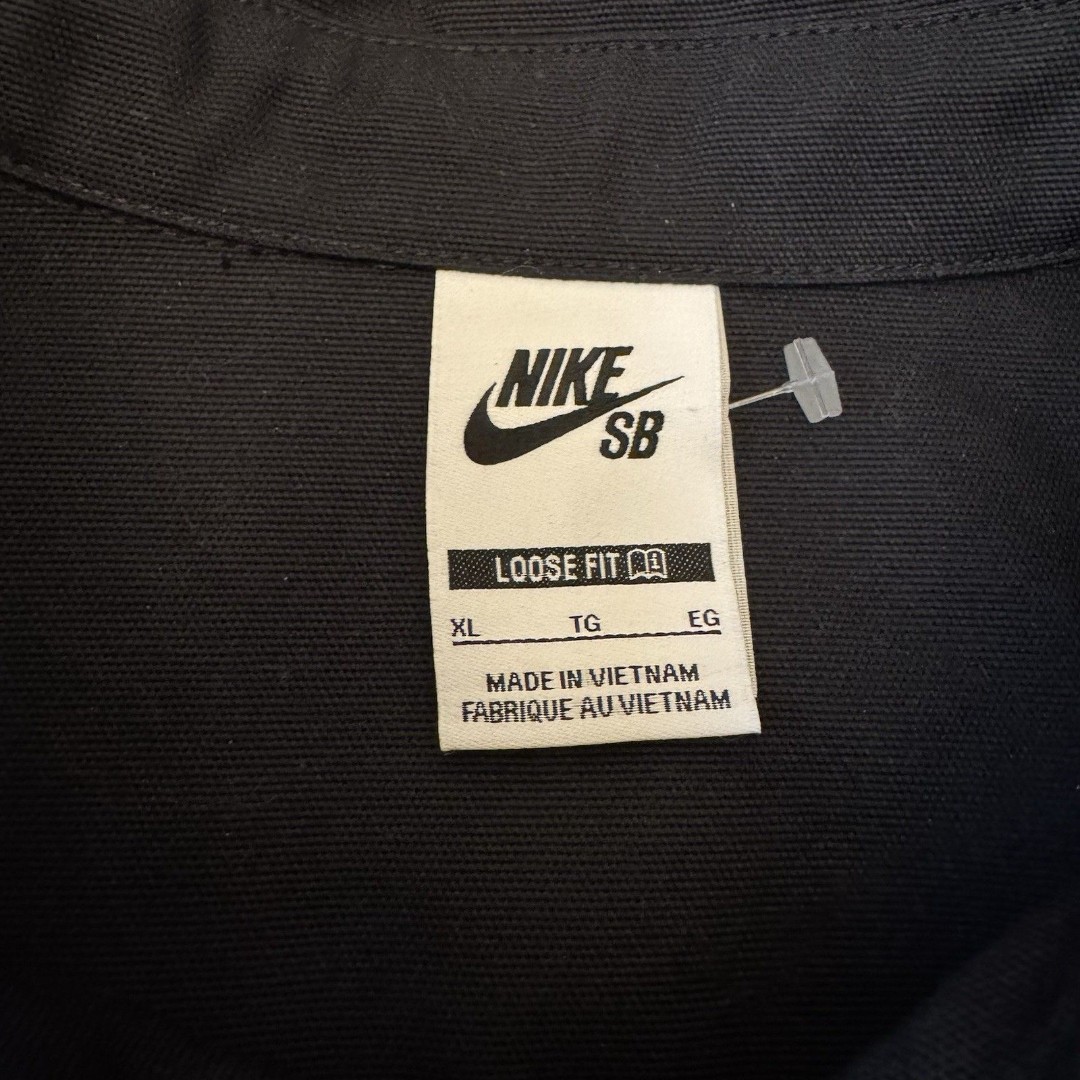 NIKE
SB
LOOSE FIT
XL TG EG
MADE IN VIETNAM
FABRIQUE AU VIETNAM